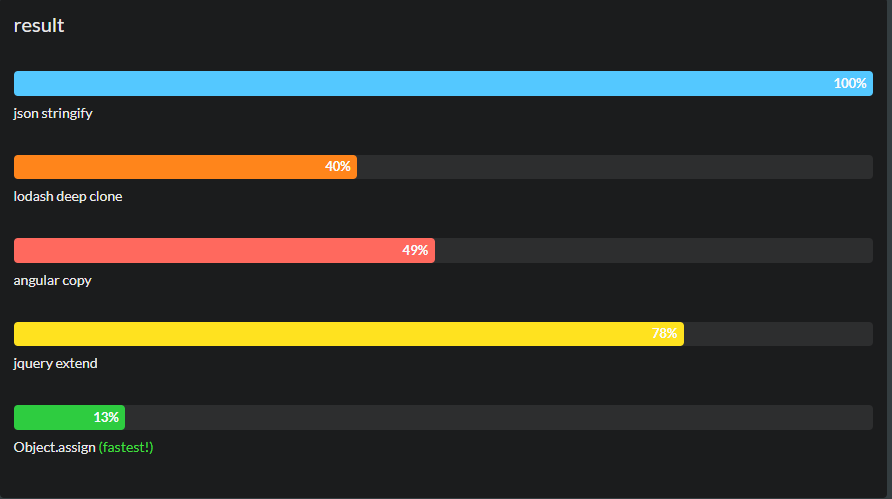 result
100%
json stringify
40%
lodash deep clone
49%
angular copy
78%
jquery extend
13%
Object.assign (fastest!)